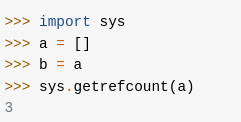 >>> import sys
>>> a = []
>>> b = a
>>> sys.getrefcount(a)
3